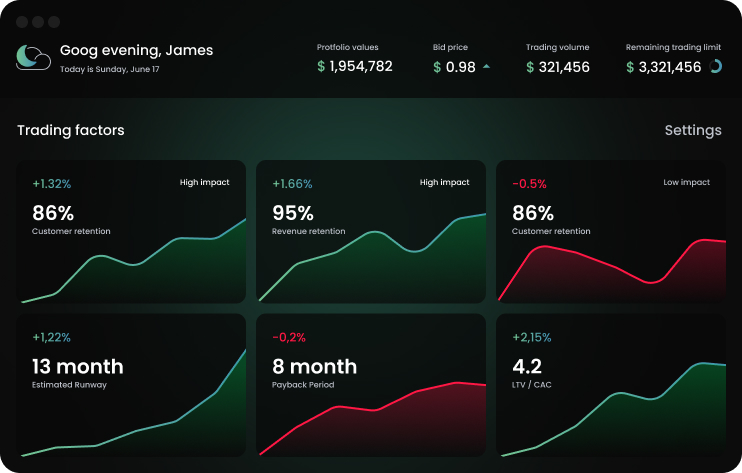 Goog evening, James
Today is Sunday, June 17
Protfolio values
$ 1,954,782
Bid price
$ 0.98
Trading volume
$ 321,456
Remaining trading limit
$ 3,321,456
Trading factors
Settings
+1.32%
High impact
86%
Customer retention
+1.66%
High impact
95%
Revenue retention
-0.5%
Low impact
86%
Customer retention
+1,22%
13 month
Estimated Runway
-0,2%
8 month
Payback Period
+2,15%
4.2
LTV / CAC